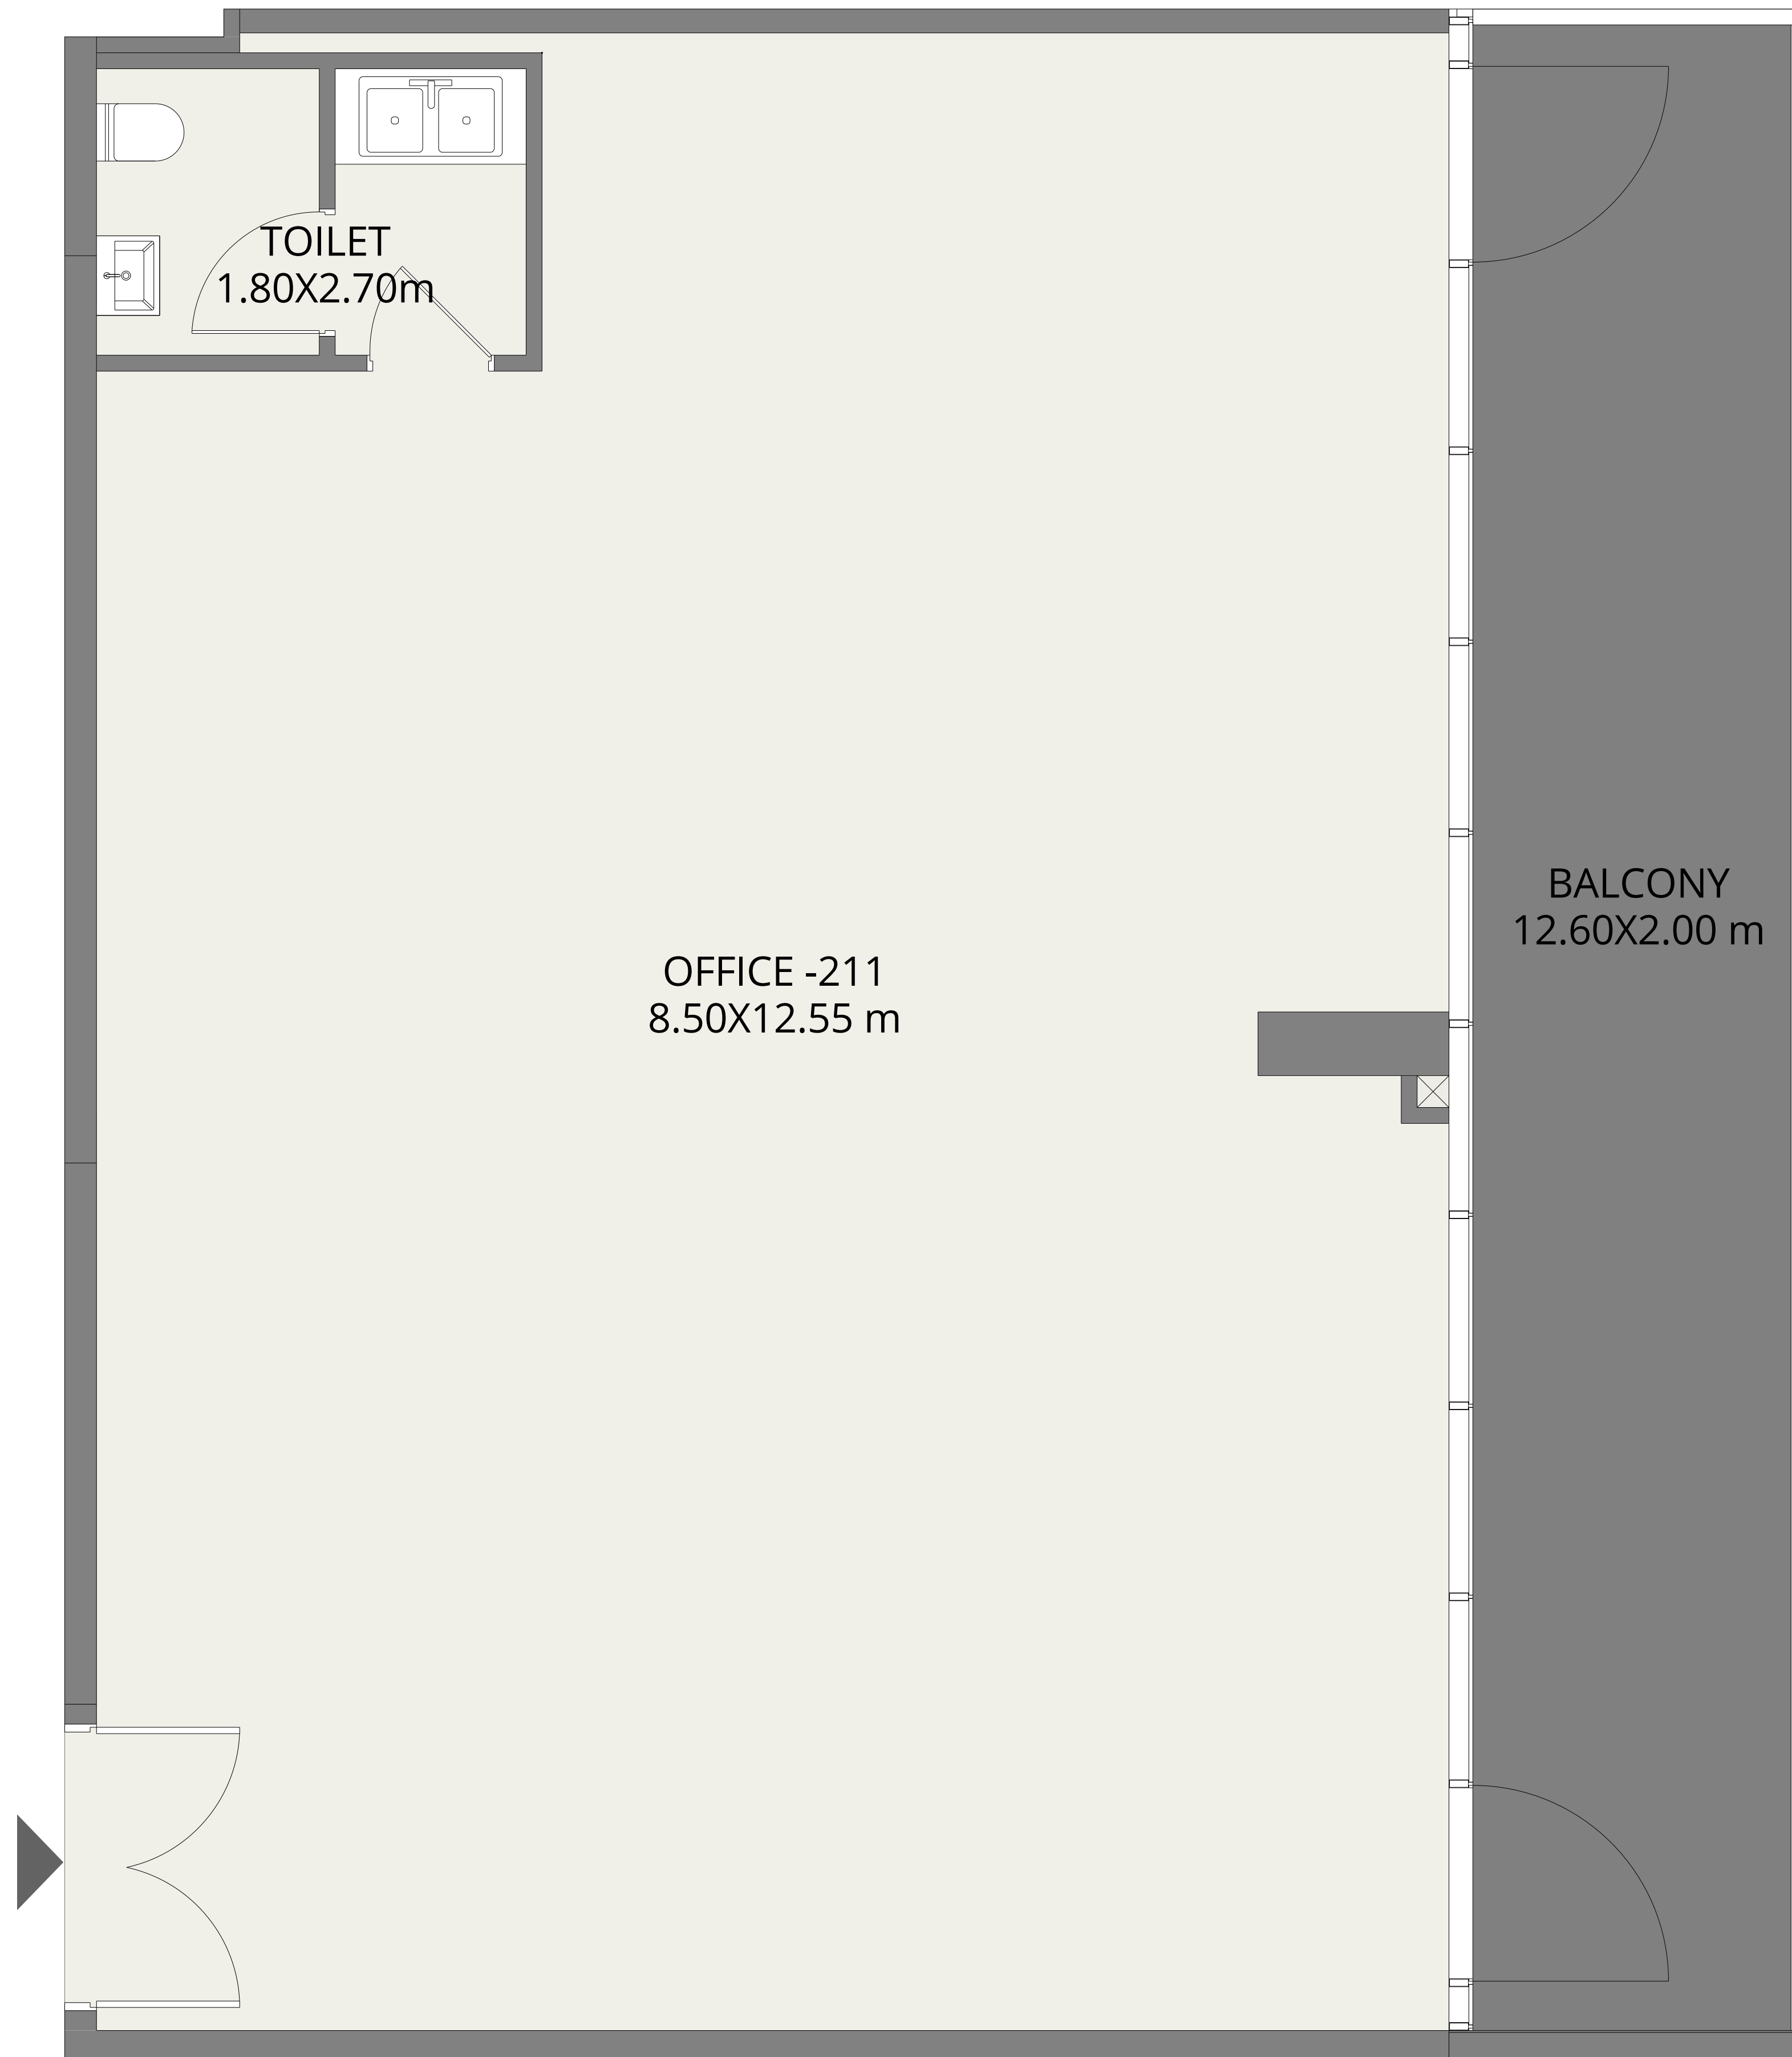 TOILET
1.80X2.70m
BALCONY
12.60X2.00 m
OFFICE -211
8.50X12.55 m